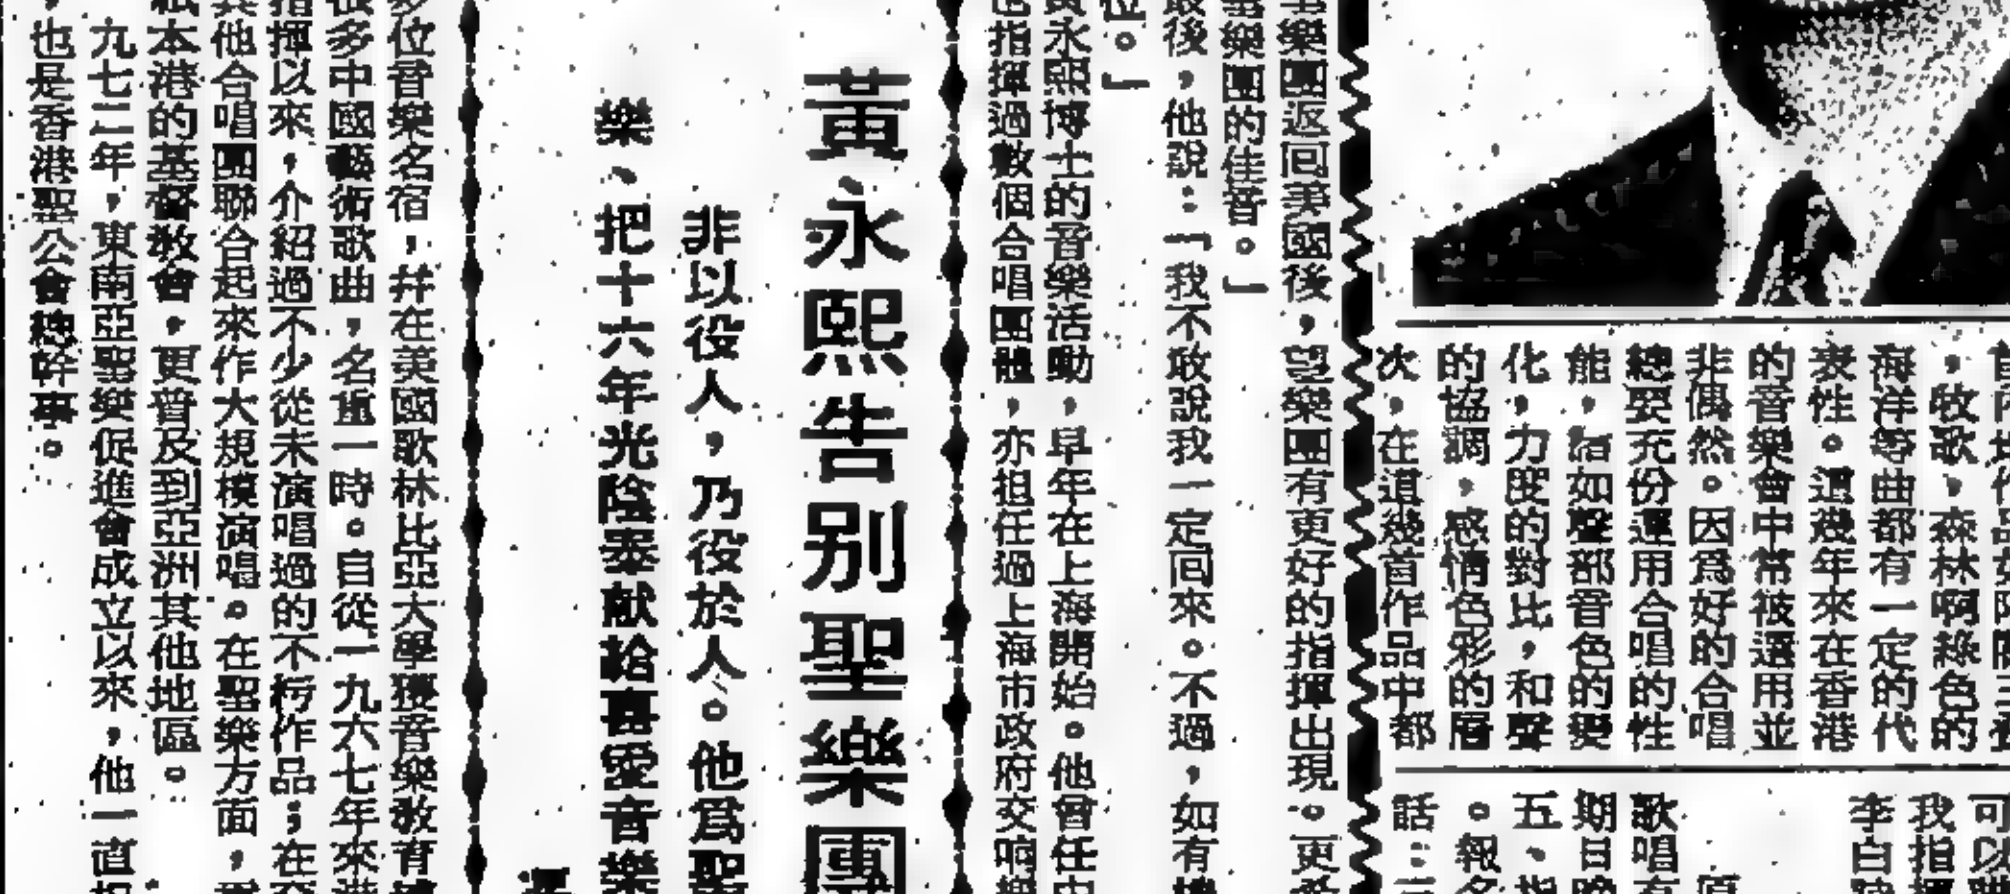 樂團返回美國後，望樂團有更好的指揮出現。更
樂團的佳音。」
最後，他說：「我不敢說我一定回來。不過，如有
位。」
黃永熙博士的音樂活動，早年在上海開始。他曾任
也指揮過數個合唱團體，亦担任過上海市政府交响
黃永熙告别聖樂團
非以役人，乃役於人。他爲聖
樂、把十六年光陰奉献給喜愛音樂
多位音樂名宿，并在美國歌林比亞大學獲音樂教育
很多中國藝術歌曲，名重一時。自從一九六七年來港
指揮以來，介紹過不少從未演唱過的不朽作品；在
其他合唱團聯合起來作大規模演唱。在聖樂方面，
本港的基督教會，更普及到亞洲其他地區。
九七二年，東南亞聖樂促進會成立以來，他一直
，也是香港聖公會總幹事。
，牧歌，森林啊綠色的
海洋等曲都有一定的代
表性。這幾年來在香港
的音樂會中常被選用並
非偶然。因爲好的合唱
總要充份運用合唱的性
能，諸如聲部音色的變
化，力度的對比，和聲
的協調，感情色彩的層
次，在這幾首作品中都
可以
我指
李白
歌唱
期日晚
五、指
。報名
話：